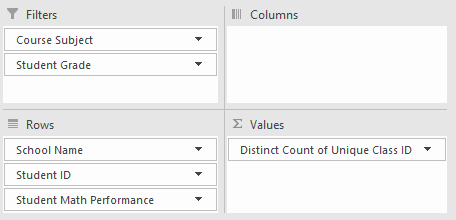 Filters
Course Subject
Student Grade
Columns
Rows
School Name
Student ID
Student Math Performance
Σ Values
Distinct Count of Unique Class ID